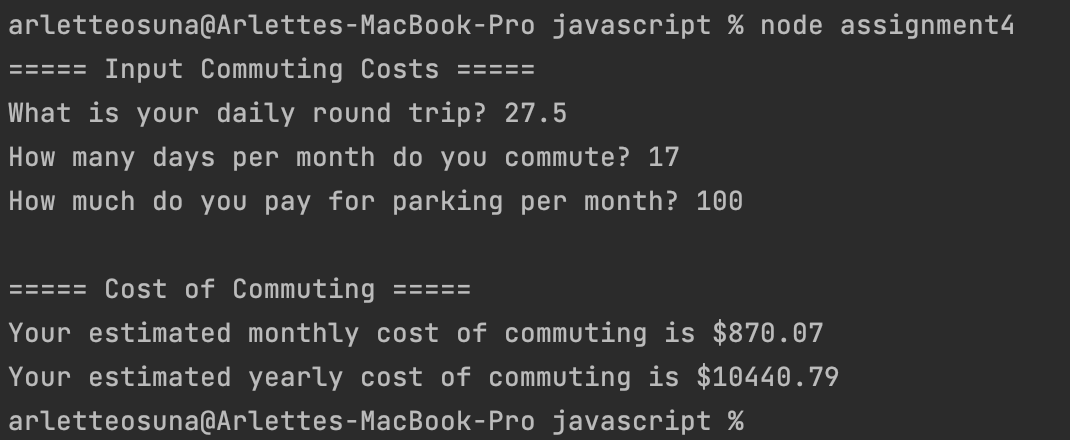 arletteosuna@Arlettes-MacBook-Pro javascript % node assignment4
===== Input Commuting Costs =====
What is your daily round trip? 27.5
How many days per month do you commute? 17
How much do you pay for parking per month? 100

===== Cost of Commuting =====
Your estimated monthly cost of commuting is $870.07
Your estimated yearly cost of commuting is $10440.79
arletteosuna@Arlettes-MacBook-Pro javascript %